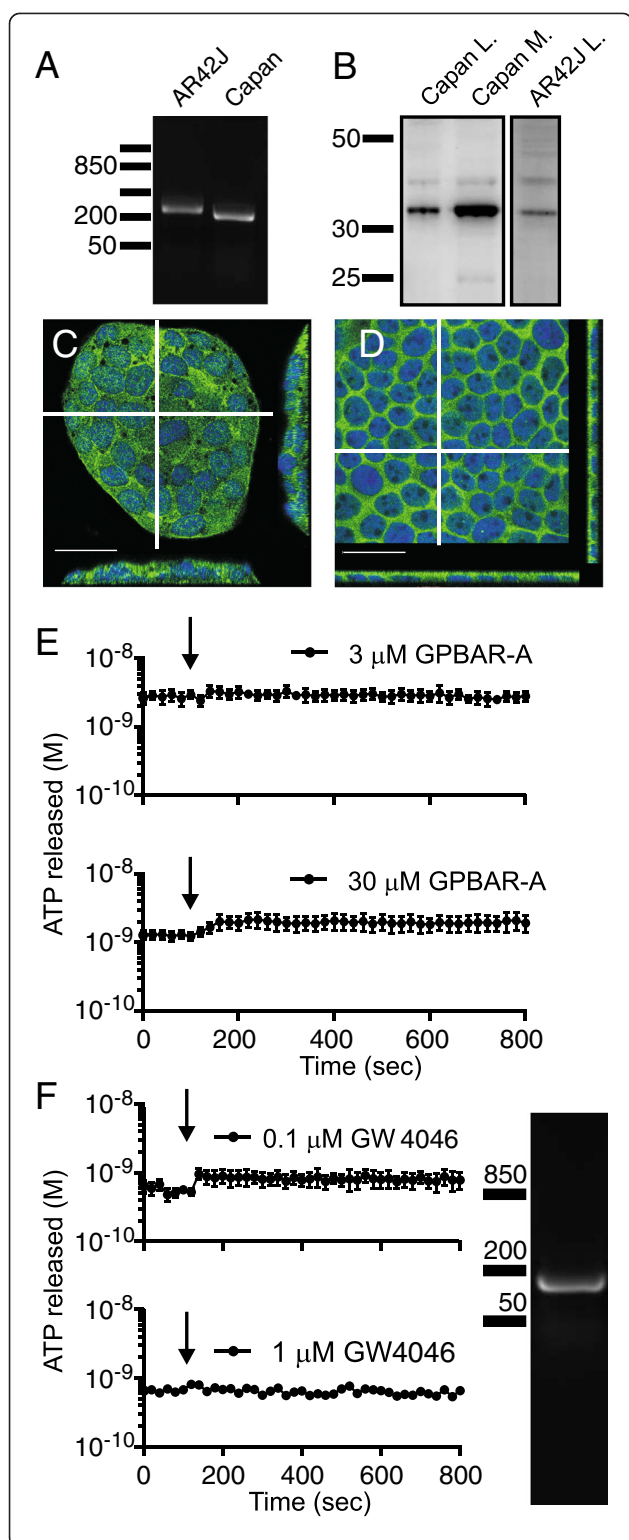 A
AR42J
Capan
850
200
50
B
Capan L.
Capan M.
AR42J L.
50
30
25
C
D
E
10-8
10-9
10-10
3 μM GPBAR-A
10-8
10-9
10-10
30 μM GPBAR-A
ATP released (M)
0 200 400 600 800
Time (sec)
F
10-8
10-9
10-10
0.1 μM GW 4046
10-8
10-9
10-10
1 μM GW4046
ATP released (M)
0 200 400 600 800
Time (sec)
850
200
50